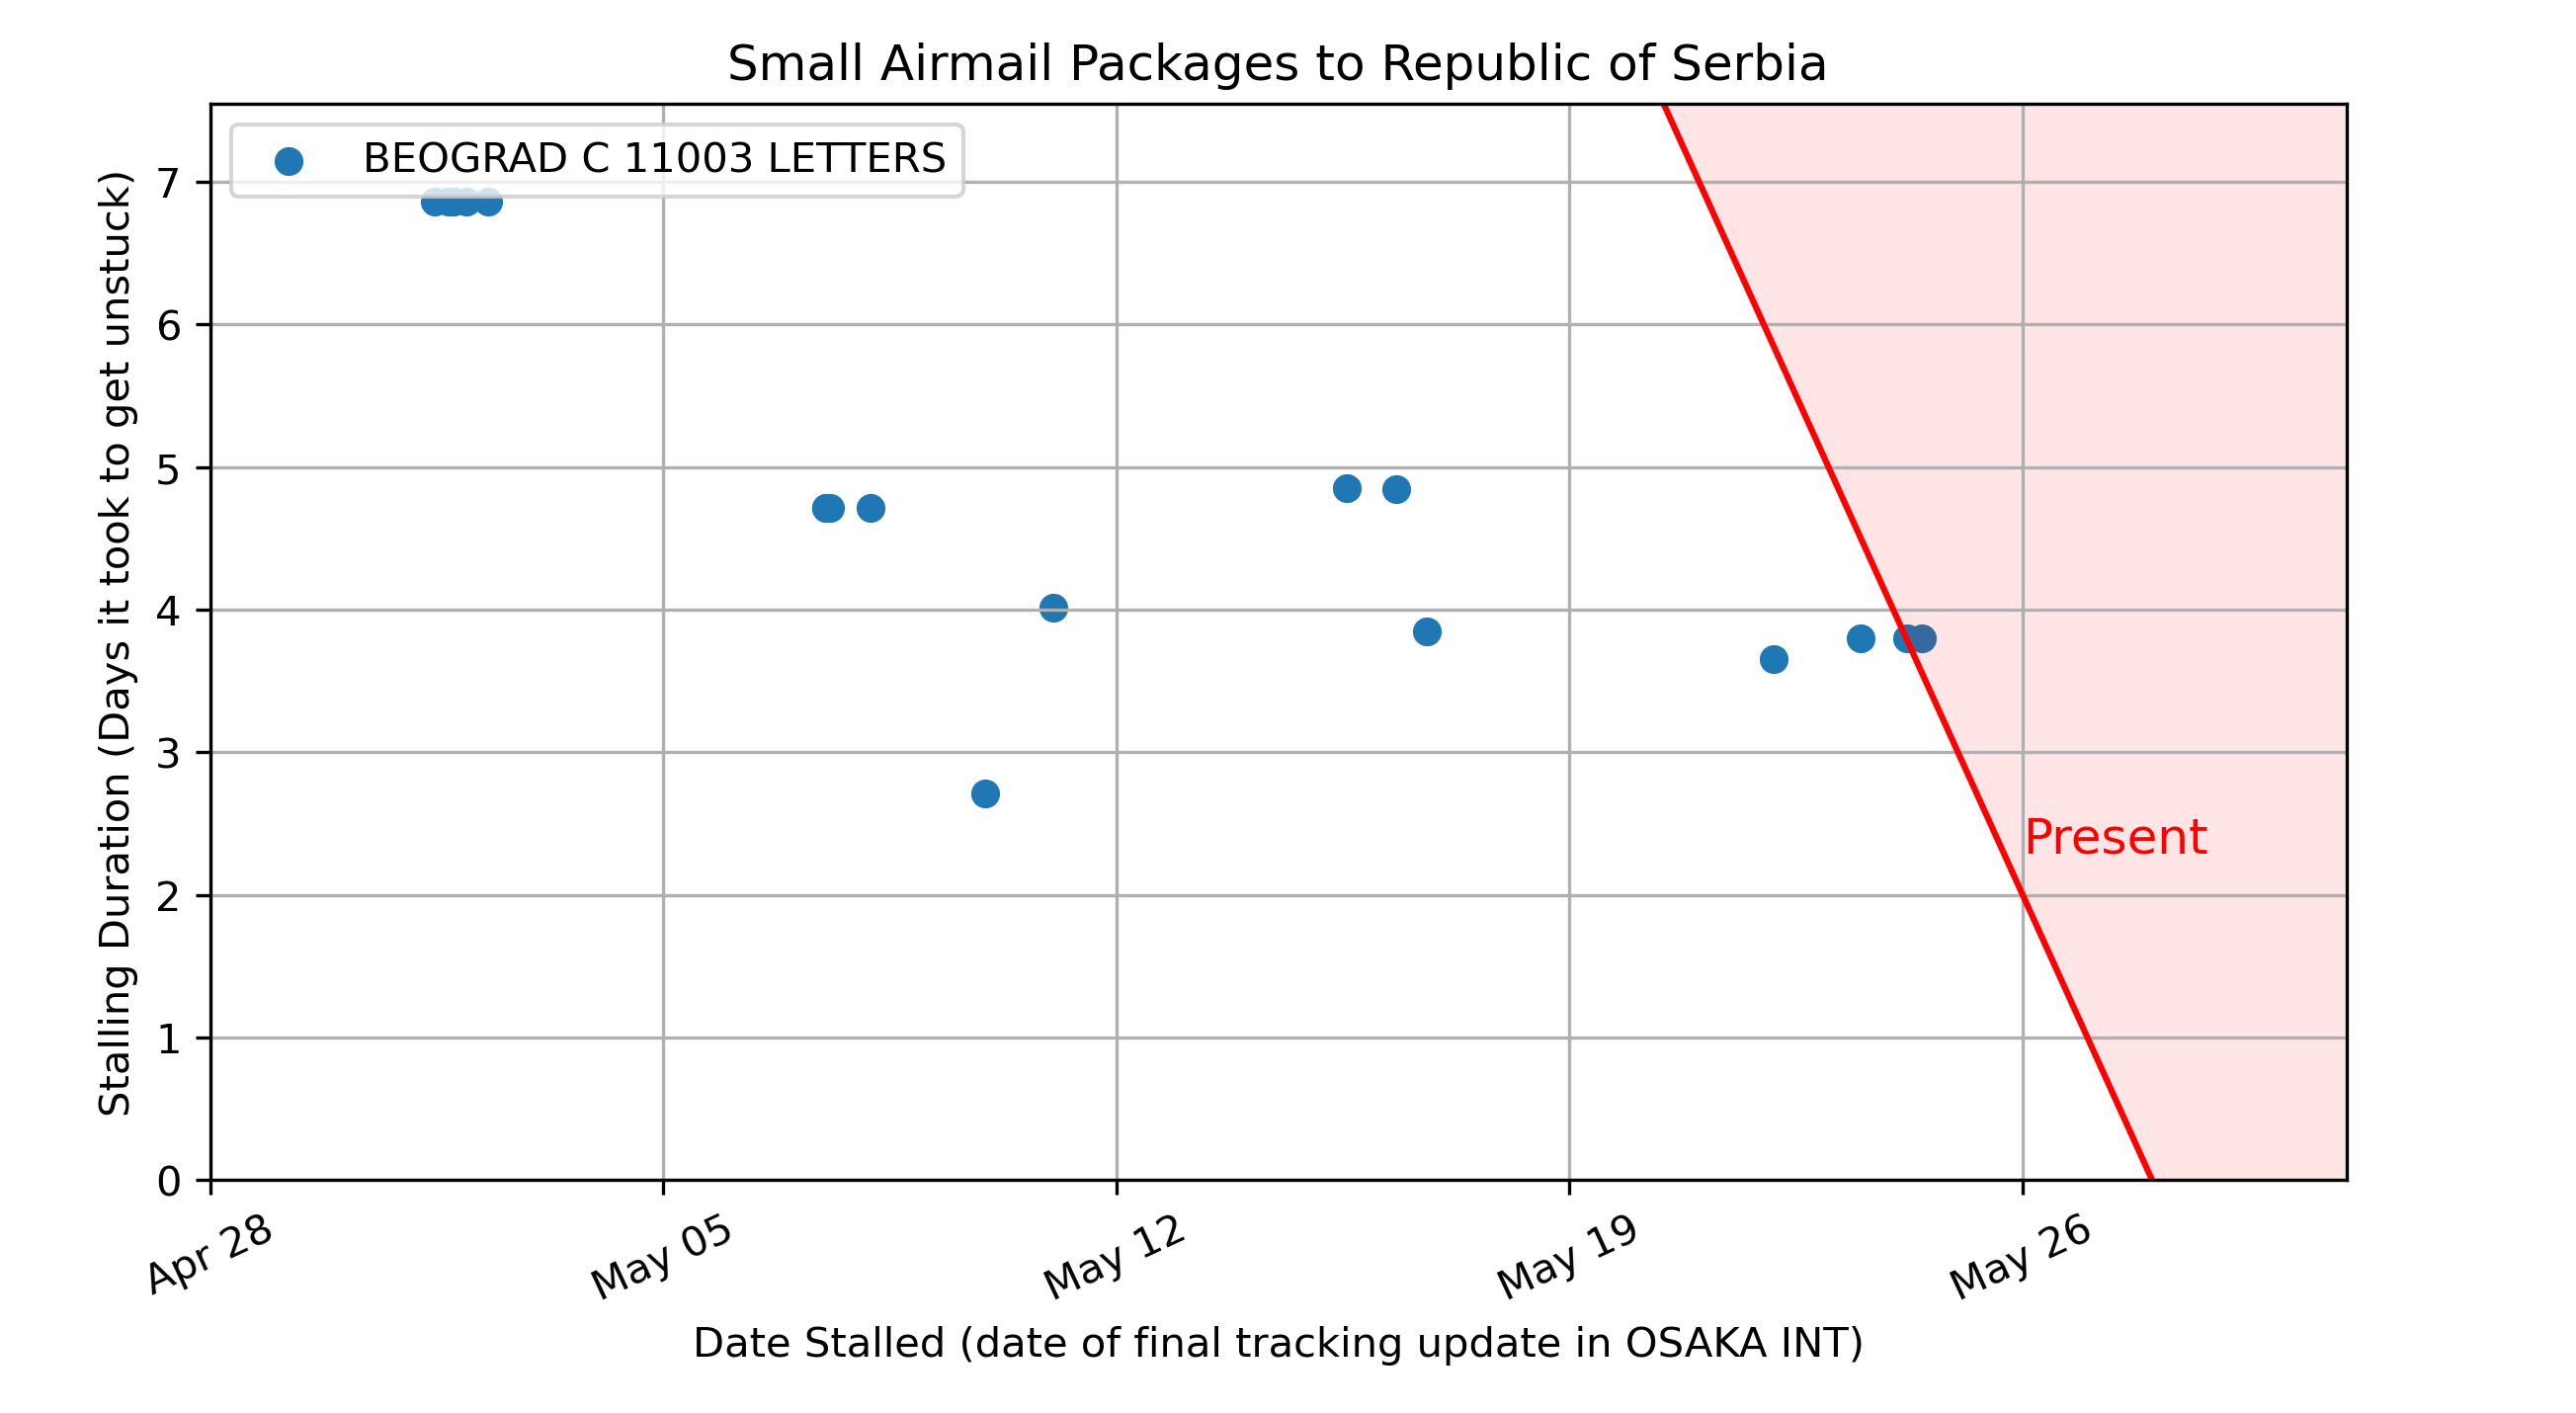 Small Airmail Packages to Republic of Serbia
BEOGRAD C 11003 LETTERS
Stalling Duration (Days it took to get unstuck)
7
6
5
4
3
2
1
0
Present
Apr 28
May 05
May 12
May 19
May 26
Date Stalled (date of final tracking update in OSAKA INT)